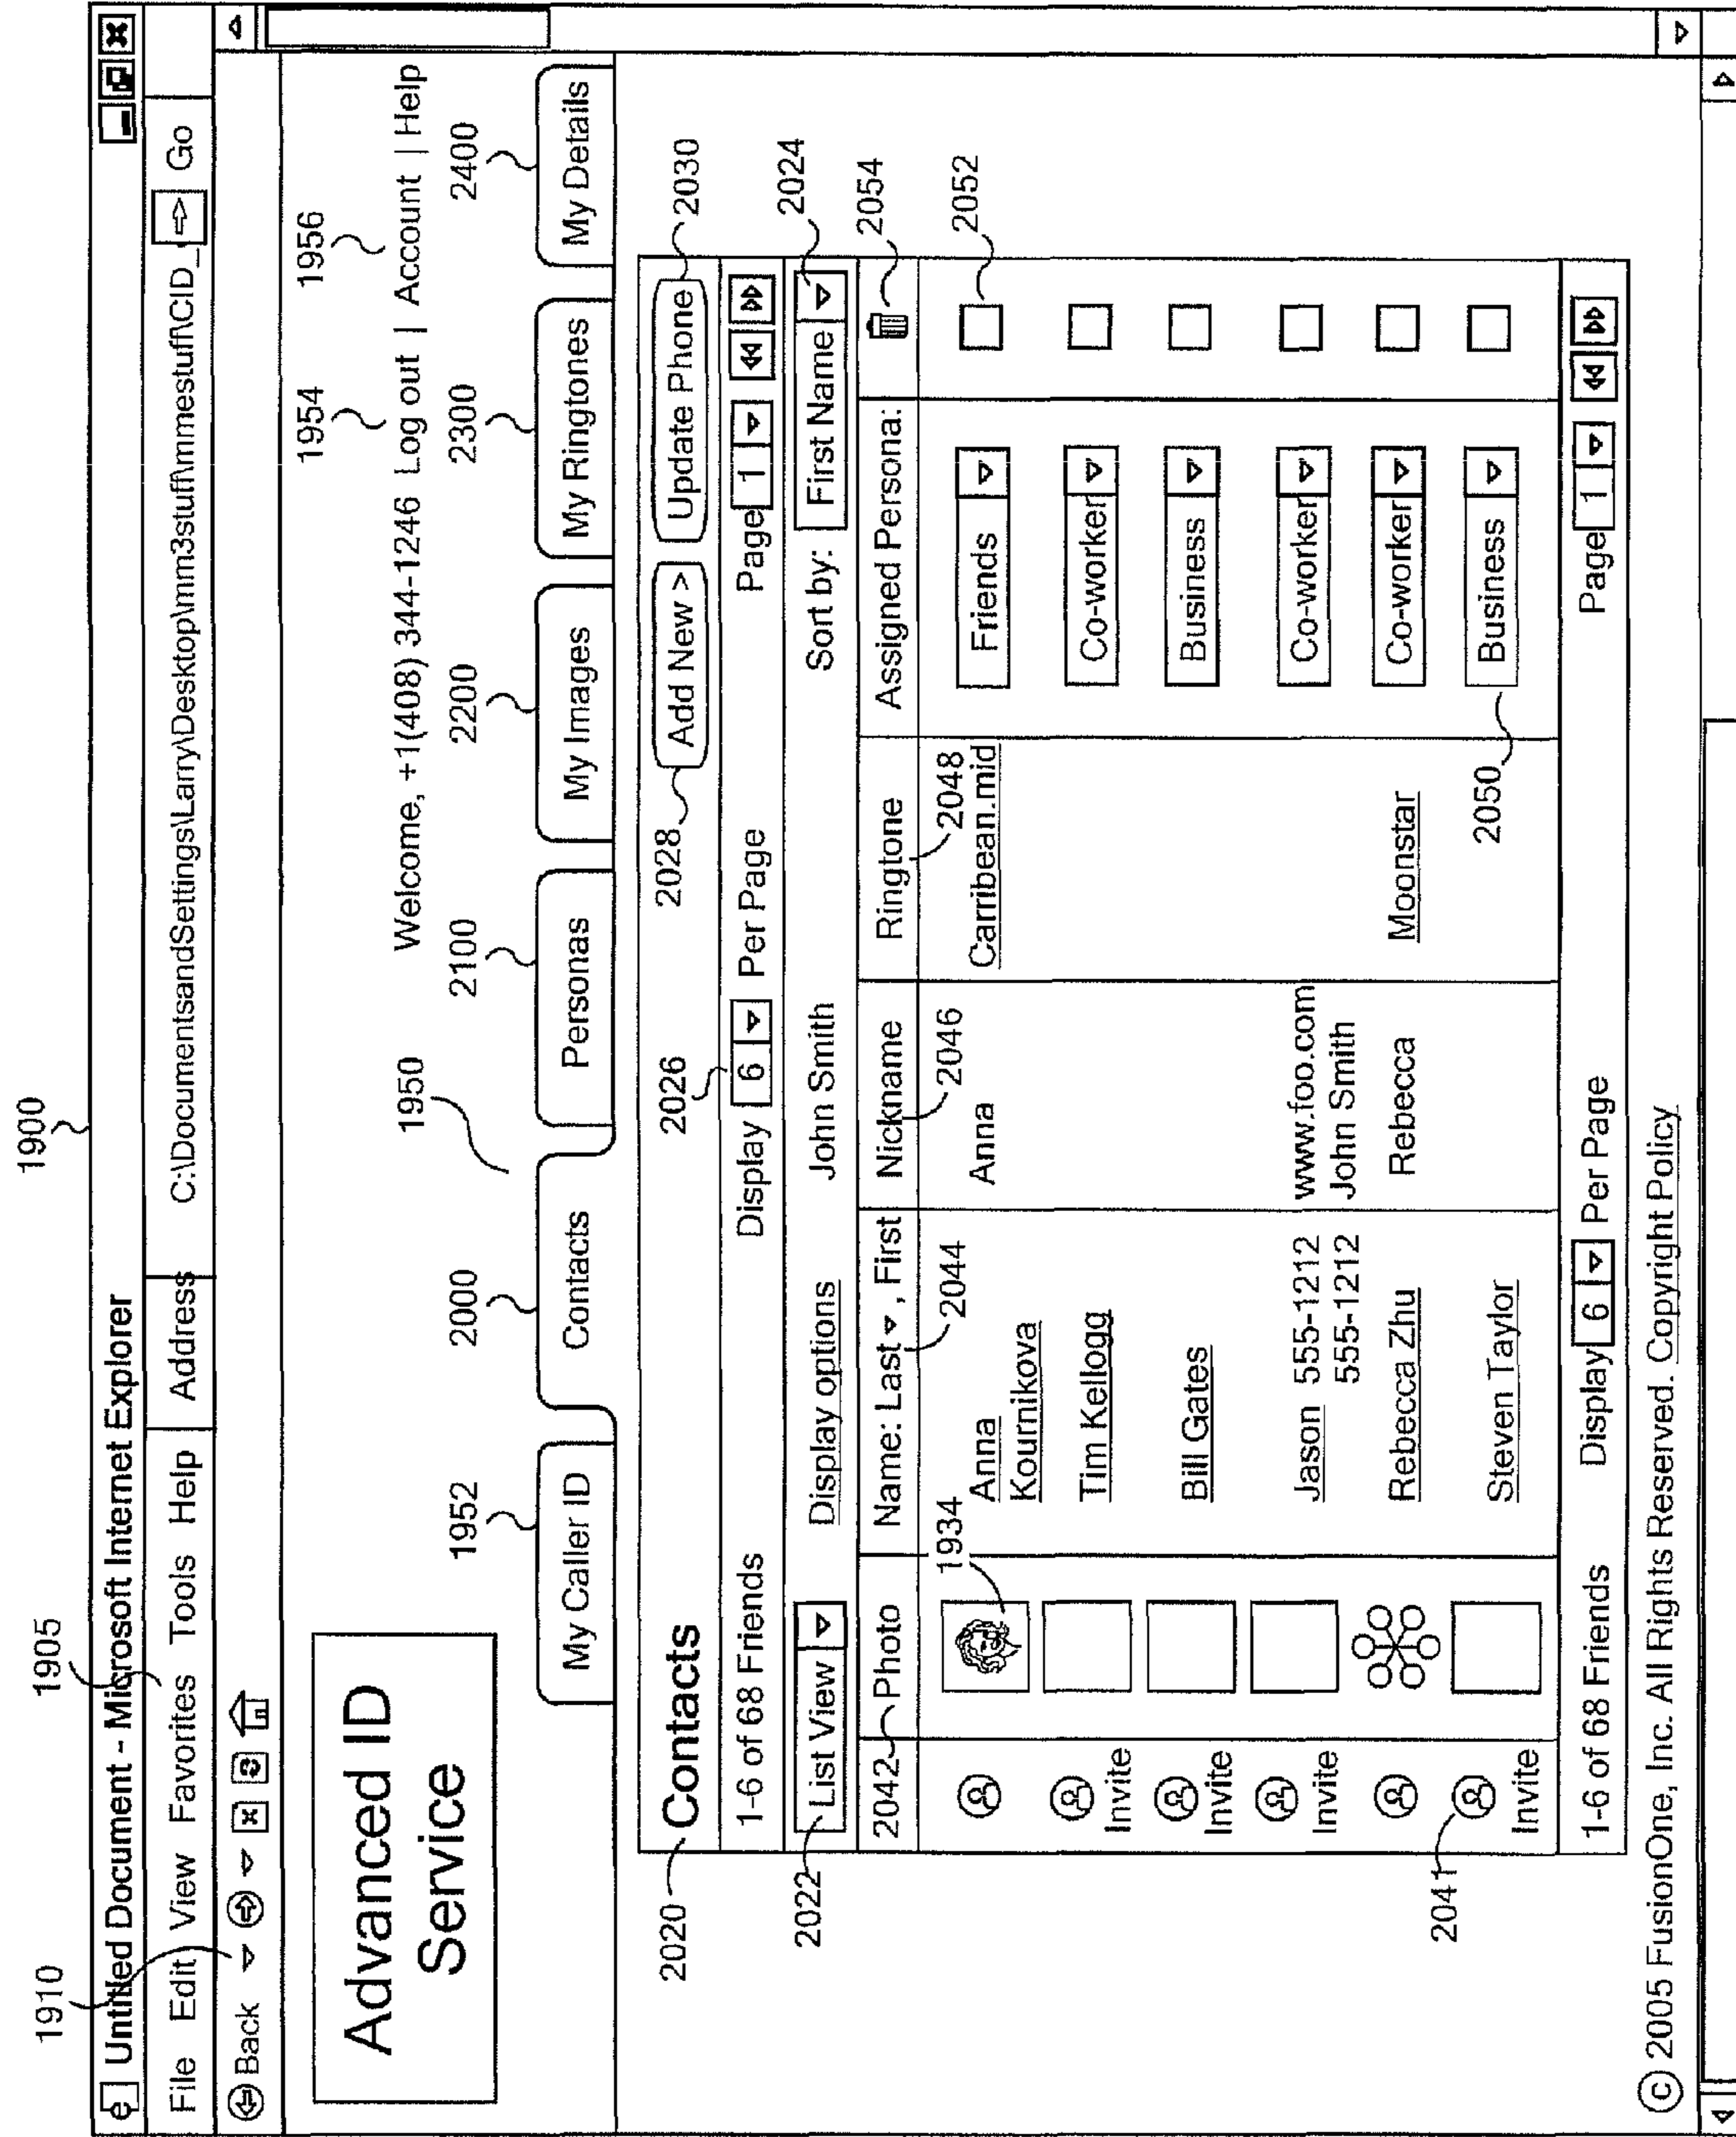 1900
1910
1905
Untitled Document - Microsoft Internet Explorer
File Edit View Favorites Tools Help Address C:\DocumentsandSettings\Larry\Desktop\mm3stuff\mmestuff\CID_ Go
Back
Advanced ID
Service
1954
1956
Welcome, +1(408) 344-1246 Log out | Account | Help
1952
2000
1950
2100
2200
2300
2400
My Caller ID
Contacts
Personas
My Images
My Ringtones
My Details
2020
Contacts
2026
2028
Add New >
Update Phone
2030
1-6 of 68 Friends
Display 6 Per Page
Page 1
2022
List View
Display options
John Smith
Sort by: First Name
2024
2042
Photo
Name: Last , First
Nickname
Ringtone
Assigned Persona:
2054
1934
2044
2046
2048
2052
Anna
Kournikova
Anna
Carribean.mid
Friends
Invite
Tim Kellogg
Co-worker
Invite
Bill Gates
Business
Invite
Jason 555-1212
555-1212
www.foo.com
John Smith
Co-worker
Rebecca Zhu
Rebecca
Moonstar
Co-worker
2041
Invite
Steven Taylor
2050
Business
1-6 of 68 Friends
Display 6 Per Page
Page 1
© 2005 FusionOne, Inc. All Rights Reserved. Copyright Policy